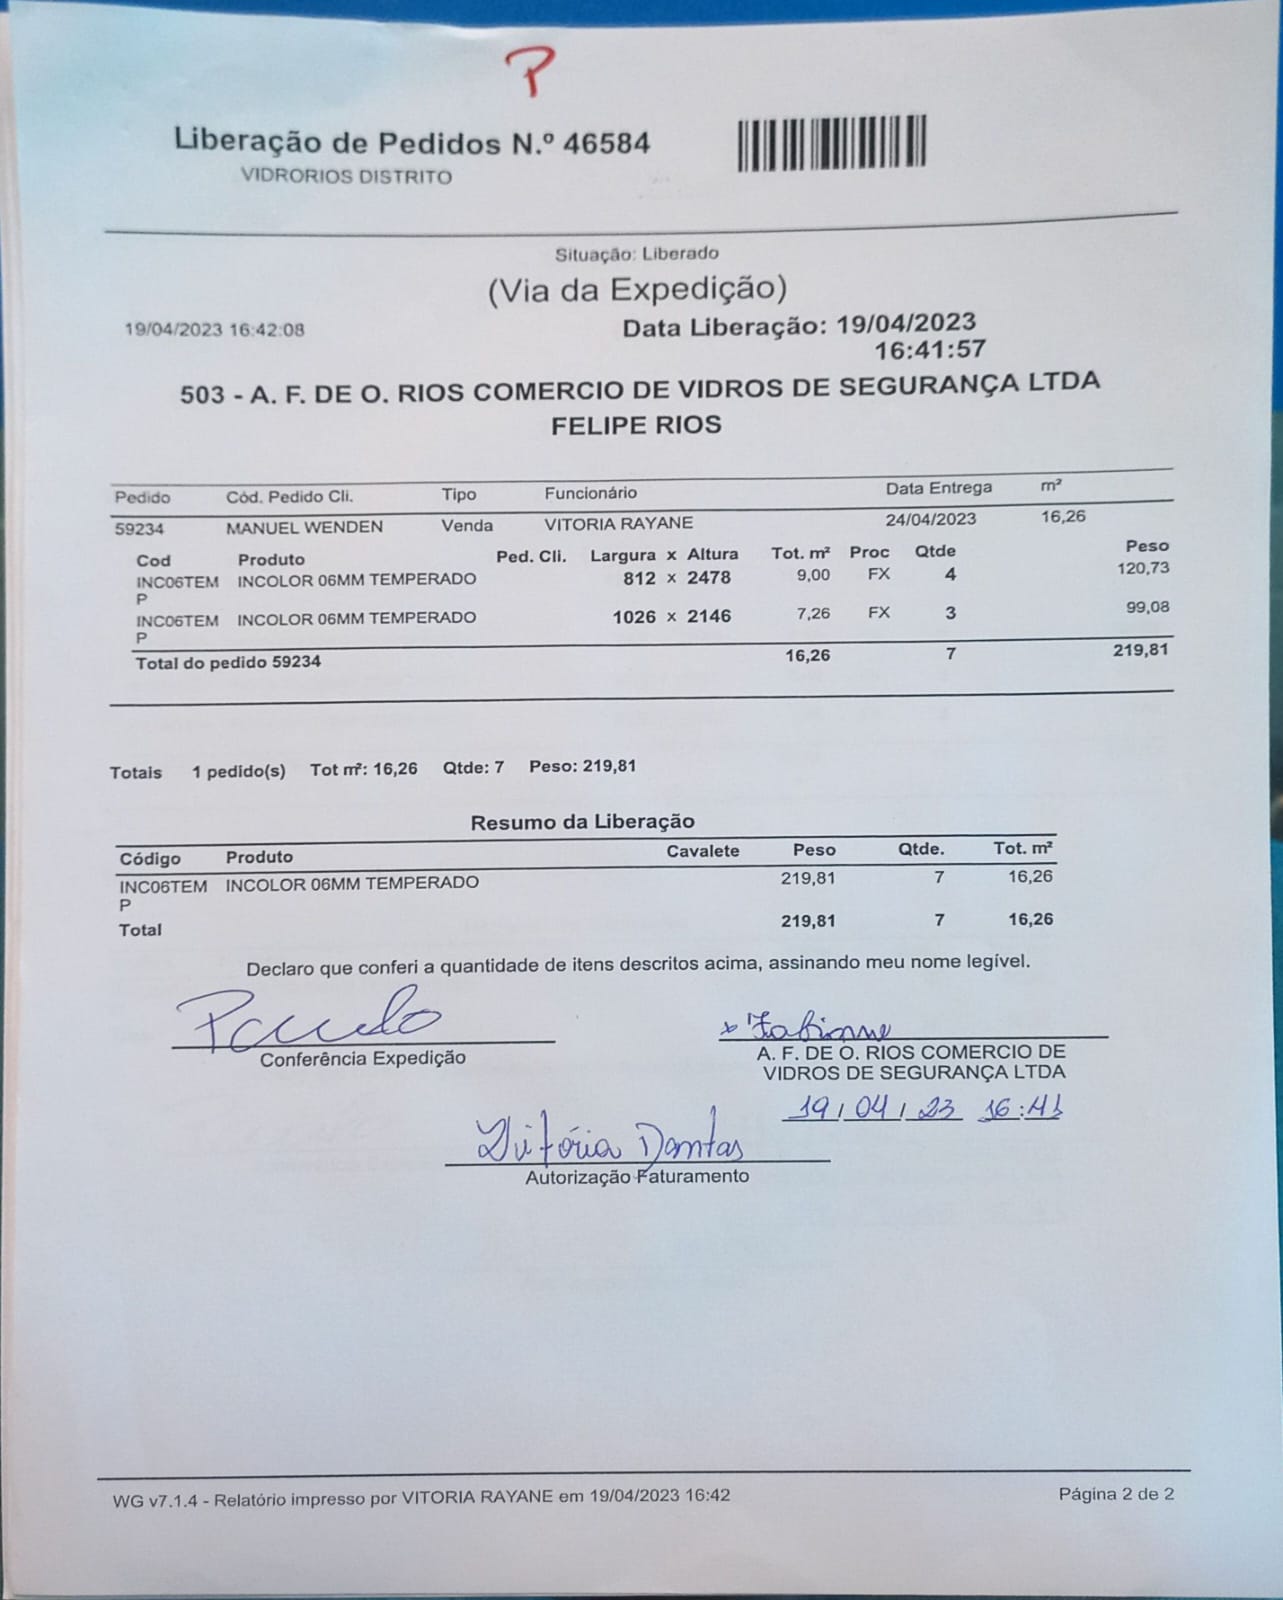 P
Liberação de Pedidos N.º 46584
VIDRORIOS DISTRITO
Situação: Liberado
(Via da Expedição)
19/04/2023 16:42:08 Data Liberação: 19/04/2023
16:41:57
503 - A. F. DE O. RIOS COMERCIO DE VIDROS DE SEGURANÇA LTDA
FELIPE RIOS
Pedido Cód. Pedido Cli. Tipo Funcionário Data Entrega m²
59234 MANUEL WENDEN Venda VITORIA RAYANE 24/04/2023 16,26
Cod Produto Ped. Cli. Largura x Altura Tot. m² Proc Qtde Peso
INC06TEM INCOLOR 06MM TEMPERADO 812 x 2478 9,00 FX 4 120,73
P
INC06TEM INCOLOR 06MM TEMPERADO 1026 x 2146 7,26 FX 3 99,08
P
Total do pedido 59234 16,26 7 219,81
Totais 1 pedido(s) Tot m²: 16,26 Qtde: 7 Peso: 219,81
Resumo da Liberação
Código Produto Cavalete Peso Qtde. Tot. m²
INC06TEM INCOLOR 06MM TEMPERADO 219,81 7 16,26
P
Total 219,81 7 16,26
Declaro que conferi a quantidade de itens descritos acima, assinando meu nome legível.
Paulo x Fabianne
Conferência Expedição A. F. DE O. RIOS COMERCIO DE
VIDROS DE SEGURANÇA LTDA
19/04/23 16:41
Vitória Dantas
Autorização Faturamento
WG v7.1.4 - Relatório impresso por VITORIA RAYANE em 19/04/2023 16:42 Página 2 de 2